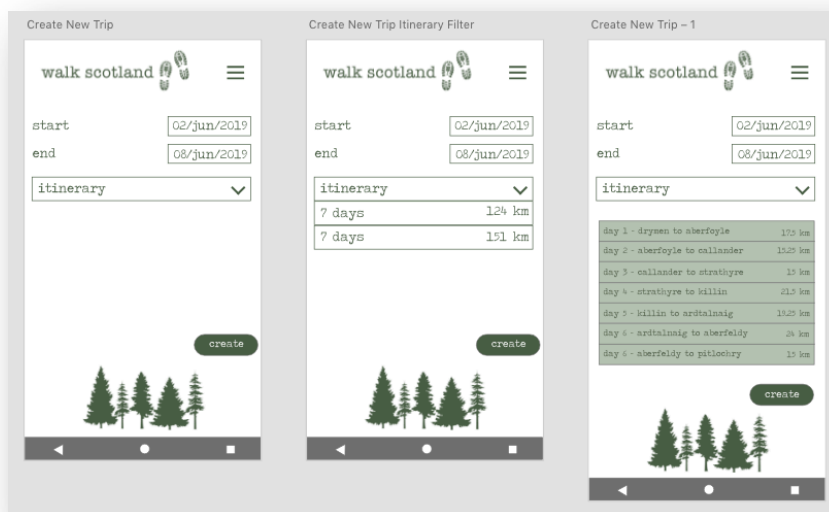 Create New Trip
walk scotland
start 02/jun/2019
end 08/jun/2019
itinerary
create
Create New Trip Itinerary Filter
walk scotland
start 02/jun/2019
end 08/jun/2019
itinerary
7 days 124 km
7 days 151 km
create
Create New Trip – 1
walk scotland
start 02/jun/2019
end 08/jun/2019
itinerary
day 1 - drymen to aberfoyle 17,5 km
day 2 - aberfoyle to callander 15,25 km
day 3 - callander to strathyre 15 km
day 4 - strathyre to killin 21,5 km
day 5 - killin to ardtalnaig 19,25 km
day 6 - ardtalnaig to aberfeldy 24 km
day 6 - aberfeldy to pitlochry 15 km
create